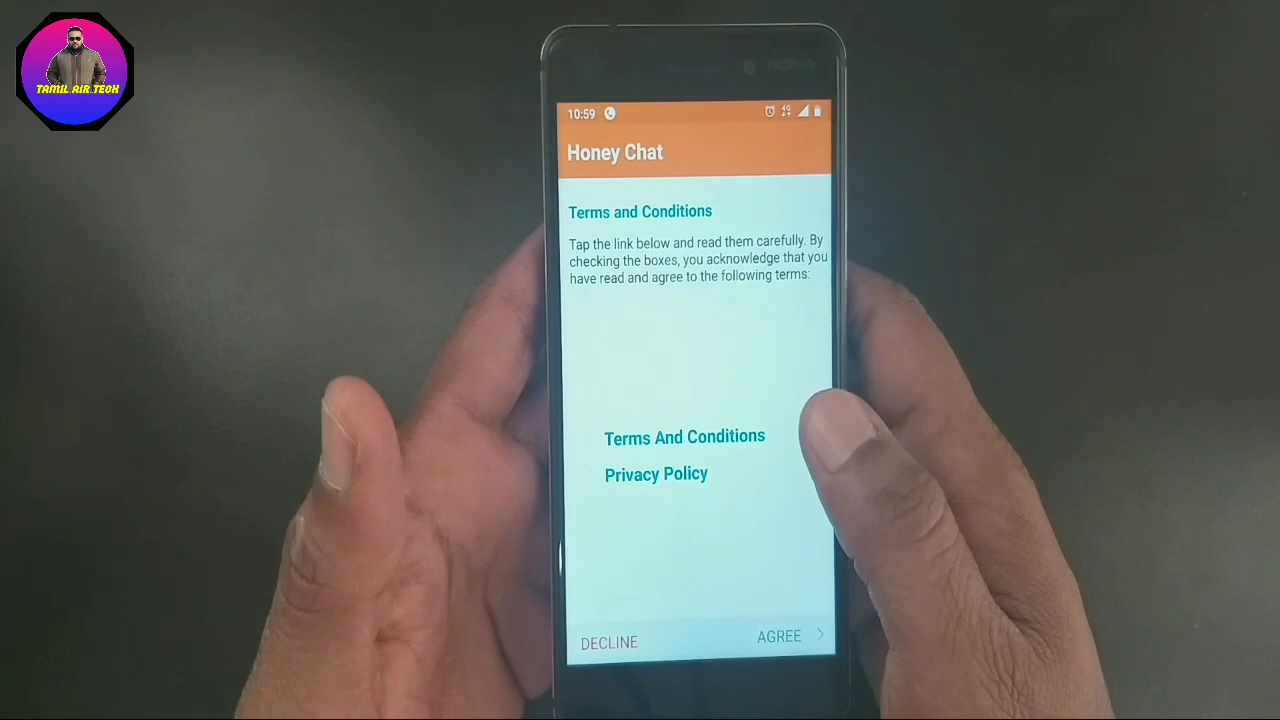 TAMIL AIR TECH
NOKIA
10:59
4G
Honey Chat
Terms and Conditions
Tap the link below and read them carefully. By
checking the boxes, you acknowledge that you
have read and agree to the following terms:
Terms And Conditions
Privacy Policy
DECLINE
AGREE